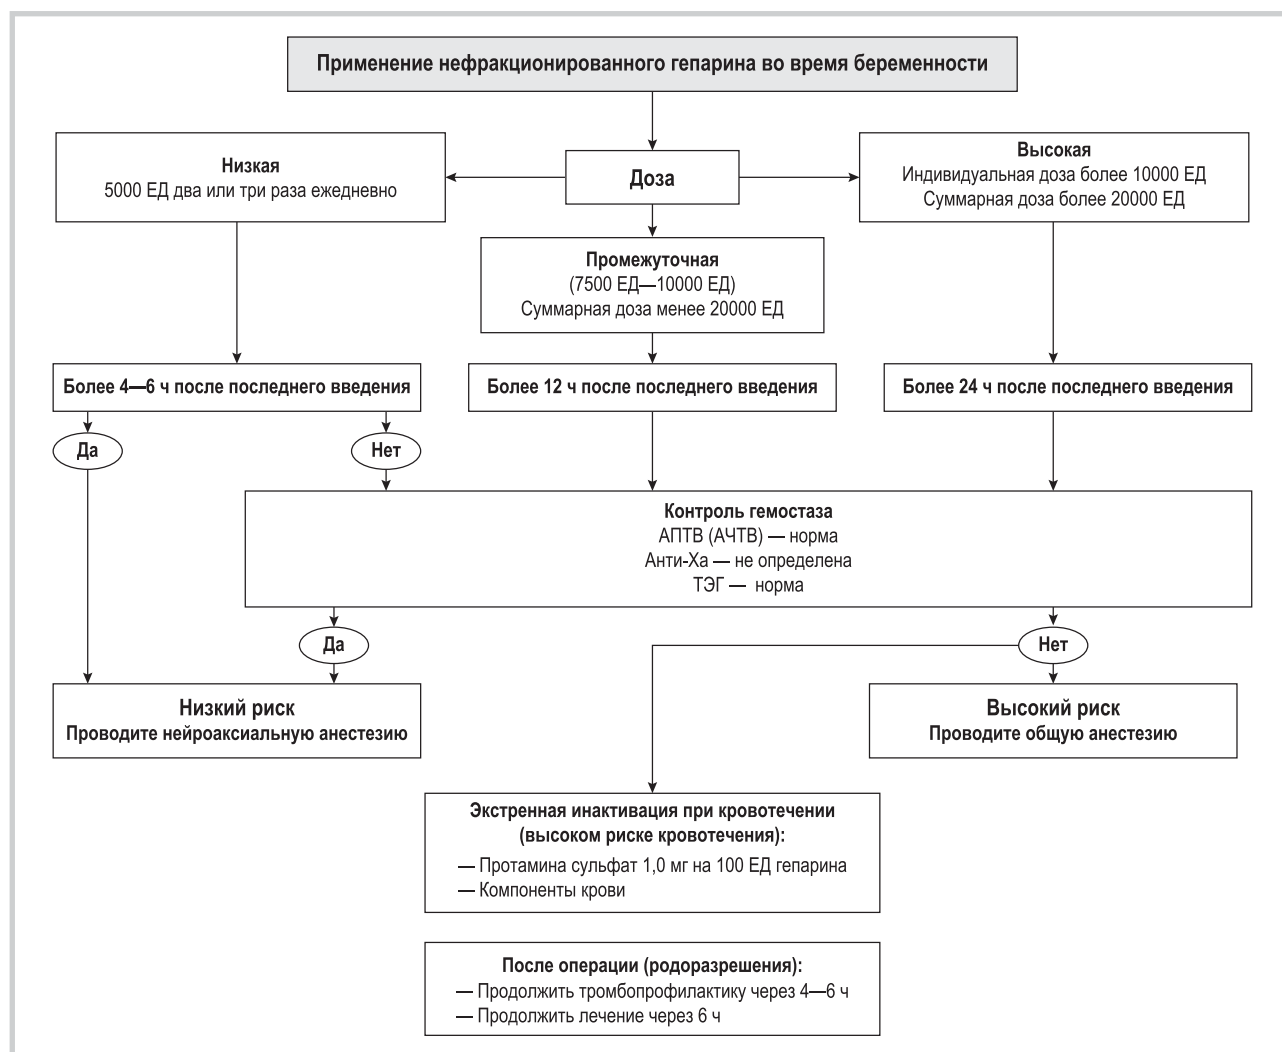 Применение нефракционированного гепарина во время беременности
Низкая
5000 ЕД два или три раза ежедневно
Доза
Высокая
Индивидуальная доза более 10000 ЕД
Суммарная доза более 20000 ЕД
Промежуточная
(7500 ЕД—10000 ЕД)
Суммарная доза менее 20000 ЕД
Более 4—6 ч после последнего введения
Более 12 ч после последнего введения
Более 24 ч после последнего введения
Да
Нет
Контроль гемостаза
АПТВ (АЧТВ) — норма
Анти-Ха — не определена
ТЭГ — норма
Да
Нет
Низкий риск
Проводите нейроаксиальную анестезию
Высокий риск
Проводите общую анестезию
Экстренная инактивация при кровотечении
(высоком риске кровотечения):
— Протамина сульфат 1,0 мг на 100 ЕД гепарина
— Компоненты крови
После операции (родоразрешения):
— Продолжить тромбопрофилактику через 4—6 ч
— Продолжить лечение через 6 ч